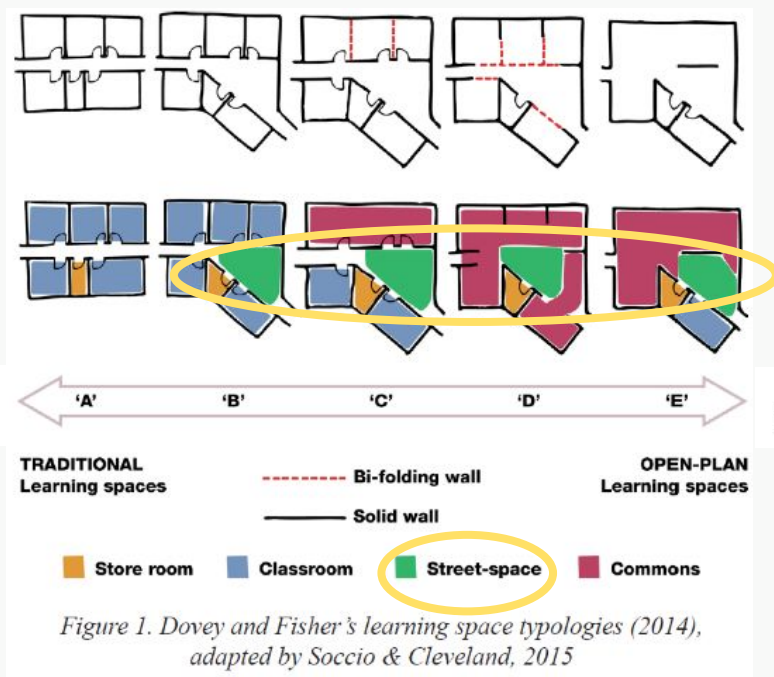 ‘A’ ‘B’ ‘C’ ‘D’ ‘E’
TRADITIONAL
Learning spaces
Bi-folding wall
Solid wall
OPEN-PLAN
Learning spaces
Store room Classroom Street-space Commons
Figure 1. Dovey and Fisher’s learning space typologies (2014),
adapted by Soccio & Cleveland, 2015